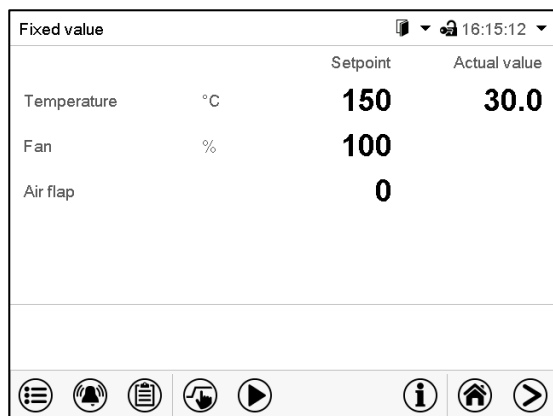 Fixed value 16:15:12
Setpoint Actual value
Temperature °C 150 30.0
Fan % 100
Air flap 0